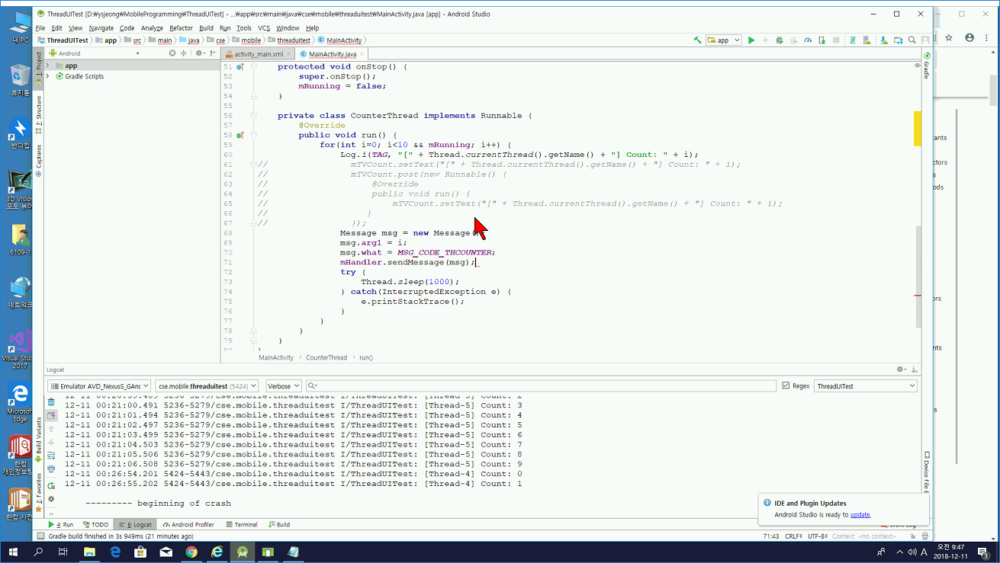 ThreadUITest [D:₩ysjeong₩MobileProgramming₩ThreadUITest] - ...₩app₩src₩main₩java₩cse₩mobile₩threaduitest₩MainActivity.java [app] - Android Studio
File Edit View Navigate Code Analyze Refactor Build Run Tools VCS Window Help
ThreadUITest app src main java cse mobile threaduitest MainActivity
app
Android
activity_main.xml
MainActivity.java
app
Gradle Scripts
1: Project
Z: Structure
Captures
Build Variants
2: Favorites
Gradle
51 protected void onStop() {
52 super.onStop();
53 mRunning = false;
54 }
55
56 private class CounterThread implements Runnable {
57 @Override
58 public void run() {
59 for(int i=0; i<10 && mRunning; i++) {
60 Log.i(TAG, "[" + Thread.currentThread().getName() + "] Count: " + i);
61 // mTVCount.setText("[" + Thread.currentThread().getName() + "] Count: " + i);
62 // mTVCount.post(new Runnable() {
63 // @Override
64 // public void run() {
65 // mTVCount.setText("[" + Thread.currentThread().getName() + "] Count: " + i);
66 // }
67 // });
68 Message msg = new Message()
69 msg.arg1 = i;
70 msg.what = MSG_CODE_THCOUNTER;
71 mHandler.sendMessage(msg);
72 try {
73 Thread.sleep(1000);
74 } catch(InterruptedException e) {
75 e.printStackTrace();
76 }
77 }
78 }
79 }
80 }
MainActivity CounterThread run()
Logcat
Emulator AVD_NexusS_GAnd
cse.mobile.threaduitest (5424)
Verbose
Regex
ThreadUITest
12-11 00:20:59.489 5236-5279/cse.mobile.threaduitest I/ThreadUITest: [Thread-5] Count: 2
12-11 00:21:00.491 5236-5279/cse.mobile.threaduitest I/ThreadUITest: [Thread-5] Count: 3
12-11 00:21:01.494 5236-5279/cse.mobile.threaduitest I/ThreadUITest: [Thread-5] Count: 4
12-11 00:21:02.497 5236-5279/cse.mobile.threaduitest I/ThreadUITest: [Thread-5] Count: 5
12-11 00:21:03.499 5236-5279/cse.mobile.threaduitest I/ThreadUITest: [Thread-5] Count: 6
12-11 00:21:04.503 5236-5279/cse.mobile.threaduitest I/ThreadUITest: [Thread-5] Count: 7
12-11 00:21:05.506 5236-5279/cse.mobile.threaduitest I/ThreadUITest: [Thread-5] Count: 8
12-11 00:21:06.508 5236-5279/cse.mobile.threaduitest I/ThreadUITest: [Thread-5] Count: 9
12-11 00:26:54.201 5424-5443/cse.mobile.threaduitest I/ThreadUITest: [Thread-4] Count: 0
12-11 00:26:55.202 5424-5443/cse.mobile.threaduitest I/ThreadUITest: [Thread-4] Count: 1
--------- beginning of crash
IDE and Plugin Updates
Android Studio is ready to update.
Device File E
4: Run TODO 6: Logcat Android Profiler Terminal Build Event Log
Gradle build finished in 3s 949ms (21 minutes ago)
71:43 CRLF UTF-8 Context: <no context>
내 PC
휴지통
반디집
3D Vision
포토 뷰어
6109-1
네트워크
Visual Stu
2017
Microsof
Edge
한컴
개인정보
한컴 사전
ants
ctors
s
ods
ors
nts
s
A
오전 9:47
2018-12-11
3